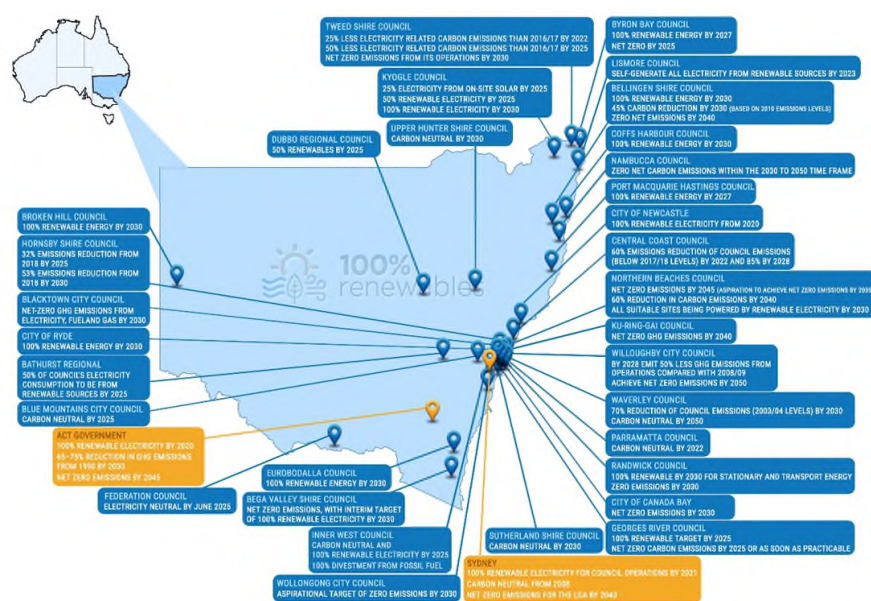 TWEED SHIRE COUNCIL
25% LESS ELECTRICITY RELATED CARBON EMISSIONS THAN 2016/17 BY 2022
50% LESS ELECTRICITY RELATED CARBON EMISSIONS THAN 2016/17 BY 2025
NET ZERO EMISSIONS FROM ITS OPERATIONS BY 2030
KYOGLE COUNCIL
25% ELECTRICITY FROM ON-SITE SOLAR BY 2025
50% RENEWABLE ELECTRICITY BY 2025
100% RENEWABLE ELECTRICITY BY 2030
UPPER HUNTER SHIRE COUNCIL
CARBON NEUTRAL BY 2030
DUBBO REGIONAL COUNCIL
50% RENEWABLES BY 2025
BYRON BAY COUNCIL
100% RENEWABLE ENERGY BY 2027
NET ZERO BY 2025
LISMORE COUNCIL
SELF-GENERATE ALL ELECTRICITY FROM RENEWABLE SOURCES BY 2023
BELLINGEN SHIRE COUNCIL
100% RENEWABLE ENERGY BY 2030
45% CARBON REDUCTION BY 2030 (BASED ON 2010 EMISSIONS LEVELS)
ZERO NET EMISSIONS BY 2040
COFFS HARBOUR COUNCIL
100% RENEWABLE ENERGY BY 2030
NAMBUCCA COUNCIL
ZERO NET CARBON EMISSIONS WITHIN THE 2030 TO 2050 TIME FRAME
PORT MACQUARIE HASTINGS COUNCIL
100% RENEWABLE ENERGY BY 2027
CITY OF NEWCASTLE
100% RENEWABLE ELECTRICITY FROM 2020
CENTRAL COAST COUNCIL
60% EMISSIONS REDUCTION OF COUNCIL EMISSIONS
(BELOW 2017/18 LEVELS) BY 2022 AND 85% BY 2028
NORTHERN BEACHES COUNCIL
NET ZERO EMISSIONS BY 2045 (ASPIRATION TO ACHIEVE NET ZERO EMISSIONS BY 2030)
60% REDUCTION IN CARBON EMISSIONS BY 2040
ALL SUITABLE SITES BEING POWERED BY RENEWABLE ELECTRICITY BY 2030
KU-RING-GAI COUNCIL
NET ZERO GHG EMISSIONS BY 2040
WILLOUGHBY CITY COUNCIL
BY 2028 EMIT 50% LESS GHG EMISSIONS FROM
OPERATIONS COMPARED WITH 2008/09
ACHIEVE NET ZERO EMISSIONS BY 2050
WAVERLEY COUNCIL
70% REDUCTION OF COUNCIL EMISSIONS (2003/04 LEVELS) BY 2030
CARBON NEUTRAL BY 2050
PARRAMATTA COUNCIL
CARBON NEUTRAL BY 2022
RANDWICK COUNCIL
100% RENEWABLE BY 2030 FOR STATIONARY AND TRANSPORT ENERGY
ZERO EMISSIONS BY 2030
CITY OF CANADA BAY
NET ZERO EMISSIONS BY 2030
GEORGES RIVER COUNCIL
100% RENEWABLE TARGET BY 2025
NET ZERO CARBON EMISSIONS BY 2025 OR AS SOON AS PRACTICABLE
100%
renewables
BROKEN HILL COUNCIL
100% RENEWABLE ENERGY BY 2030
HORNSBY SHIRE COUNCIL
32% EMISSIONS REDUCTION FROM
2018 BY 2025
53% EMISSIONS REDUCTION FROM
2018 BY 2030
BLACKTOWN CITY COUNCIL
NET-ZERO GHG EMISSIONS FROM
ELECTRICITY, FUELAND GAS BY 2030
CITY OF RYDE
100% RENEWABLE ENERGY BY 2030
BATHURST REGIONAL
50% OF COUNCIL'S ELECTRICITY
CONSUMPTION TO BE FROM
RENEWABLE SOURCES BY 2025
BLUE MOUNTAINS CITY COUNCIL
CARBON NEUTRAL BY 2025
ACT GOVERNMENT
100% RENEWABLE ELECTRICITY BY 2020
65-75% REDUCTION IN GHG EMISSIONS
FROM 1990 BY 2030
NET ZERO EMISSIONS BY 2045
FEDERATION COUNCIL
ELECTRICITY NEUTRAL BY JUNE 2025
EUROBODALLA COUNCIL
100% RENEWABLE ENERGY BY 2030
BEGA VALLEY SHIRE COUNCIL
NET ZERO EMISSIONS, WITH INTERIM TARGET
OF 100% RENEWABLE ELECTRICITY BY 2030
INNER WEST COUNCIL
CARBON NEUTRAL AND
100% RENEWABLE ELECTRICITY BY 2025
100% DIVESTMENT FROM FOSSIL FUEL
WOLLONGONG CITY COUNCIL
ASPIRATIONAL TARGET OF ZERO EMISSIONS BY 2030
SUTHERLAND SHIRE COUNCIL
CARBON NEUTRAL BY 2030
SYDNEY
100% RENEWABLE ELECTRICITY FOR COUNCIL OPERATIONS BY 2021
CARBON NEUTRAL FROM 2008
NET ZERO EMISSIONS FOR THE LGA BY 2040